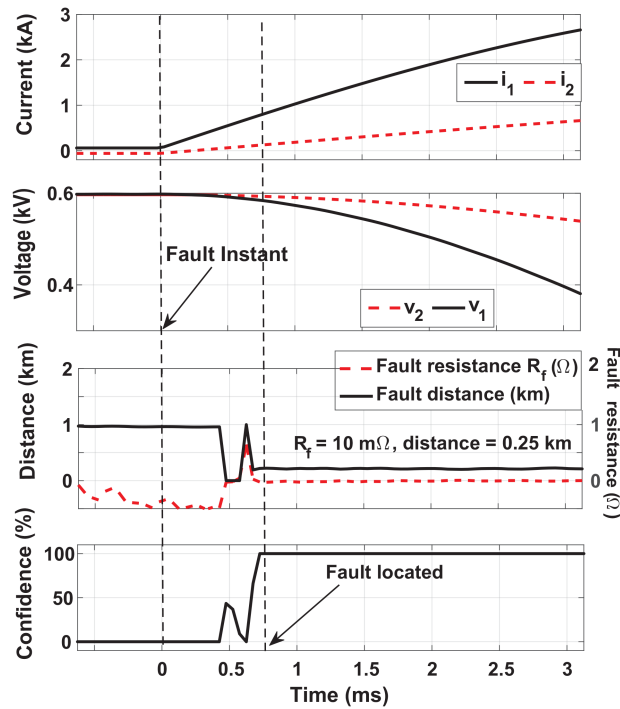 Current (kA)
3
2
1
0
i1 i2
Voltage (kV)
0.6
0.4
Fault Instant
v2 v1
Distance (km)
2
1
0
Fault resistance Rf (Ω)
Fault distance (km)
Rf = 10 mΩ, distance = 0.25 km
2
1
0
Fault resistance (Ω)
Confidence (%)
100
50
0
Fault located
0 0.5 1 1.5 2 2.5 3
Time (ms)